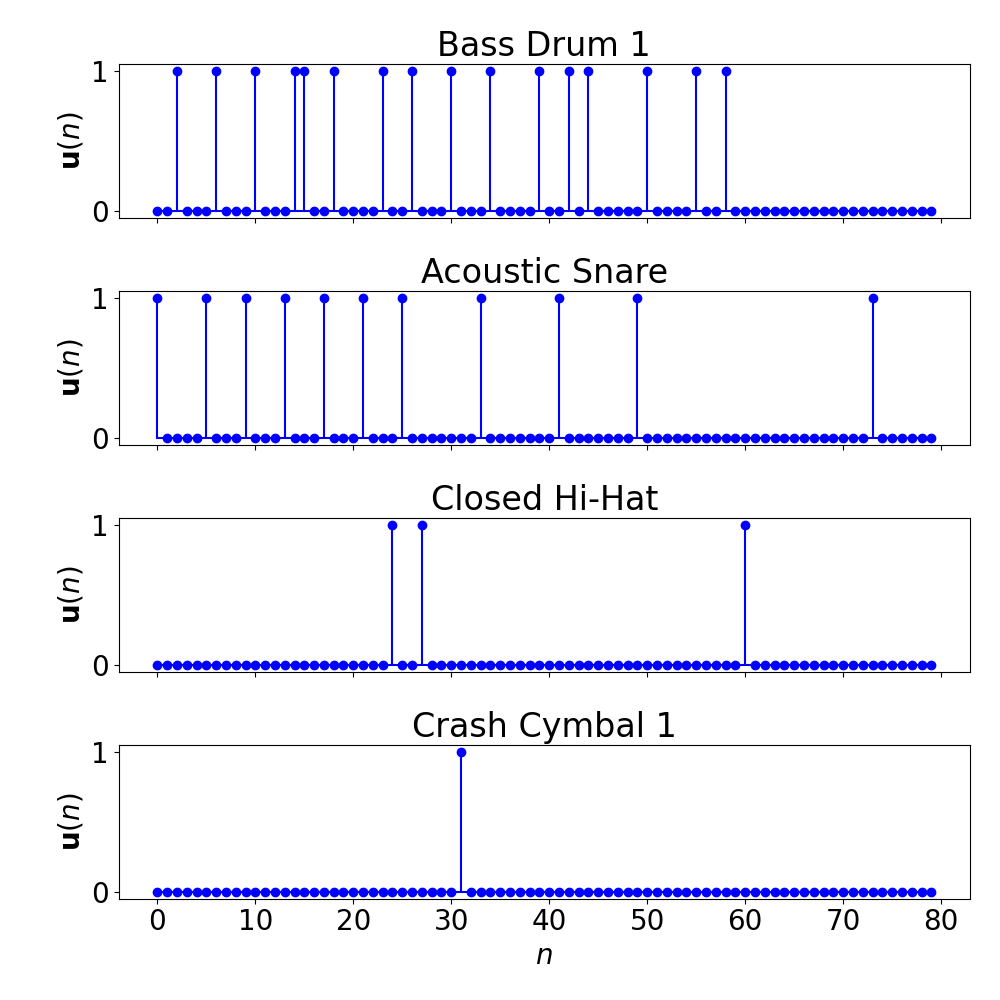 Bass Drum 1
1
u(n)
0
Acoustic Snare
1
u(n)
0
Closed Hi-Hat
1
u(n)
0
Crash Cymbal 1
1
u(n)
0
0 10 20 30 40 50 60 70 80
n